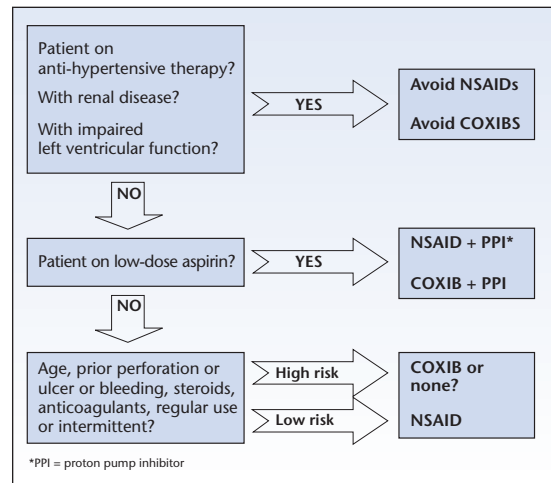 Patient on
anti-hypertensive therapy?
With renal disease?
With impaired
left ventricular function?
YES
Avoid NSAIDs
Avoid COXIBS
NO
Patient on low-dose aspirin?
YES
NSAID + PPI*
COXIB + PPI
NO
Age, prior perforation or
ulcer or bleeding, steroids,
anticoagulants, regular use
or intermittent?
High risk
COXIB or
none?
Low risk
NSAID
*PPI = proton pump inhibitor